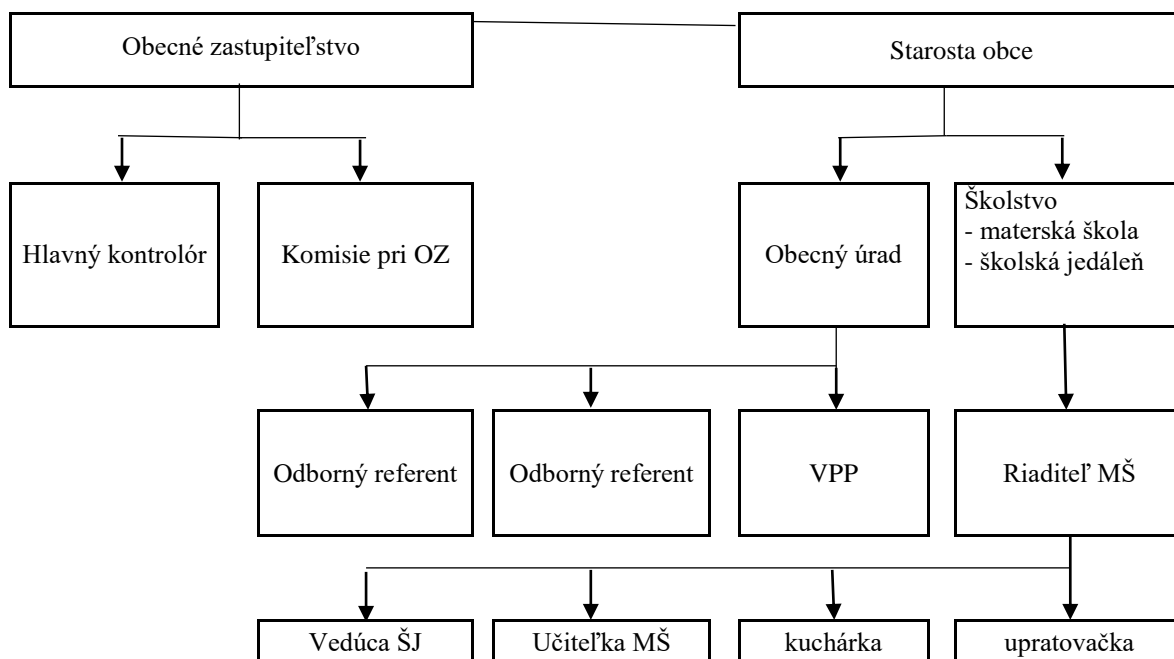 Obecné zastupiteľstvo
Starosta obce
Hlavný kontrolór
Komisie pri OZ
Obecný úrad
Školstvo
- materská škola
- školská jedáleň
Odborný referent
Odborný referent
VPP
Riaditeľ MŠ
Vedúca ŠJ
Učiteľka MŠ
kuchárka
upratovačka